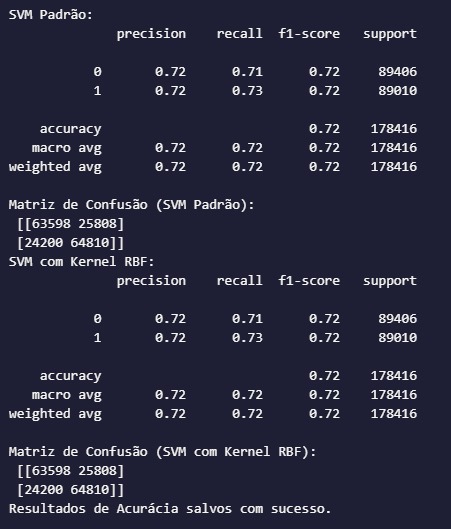 SVM Padrão:
precision recall f1-score support
0 0.72 0.71 0.72 89406
1 0.72 0.73 0.72 89010
accuracy 0.72 178416
macro avg 0.72 0.72 0.72 178416
weighted avg 0.72 0.72 0.72 178416
Matriz de Confusão (SVM Padrão):
[[63598 25808]
[24200 64810]]
SVM com Kernel RBF:
precision recall f1-score support
0 0.72 0.71 0.72 89406
1 0.72 0.73 0.72 89010
accuracy 0.72 178416
macro avg 0.72 0.72 0.72 178416
weighted avg 0.72 0.72 0.72 178416
Matriz de Confusão (SVM com Kernel RBF):
[[63598 25808]
[24200 64810]]
Resultados de Acurácia salvos com sucesso.